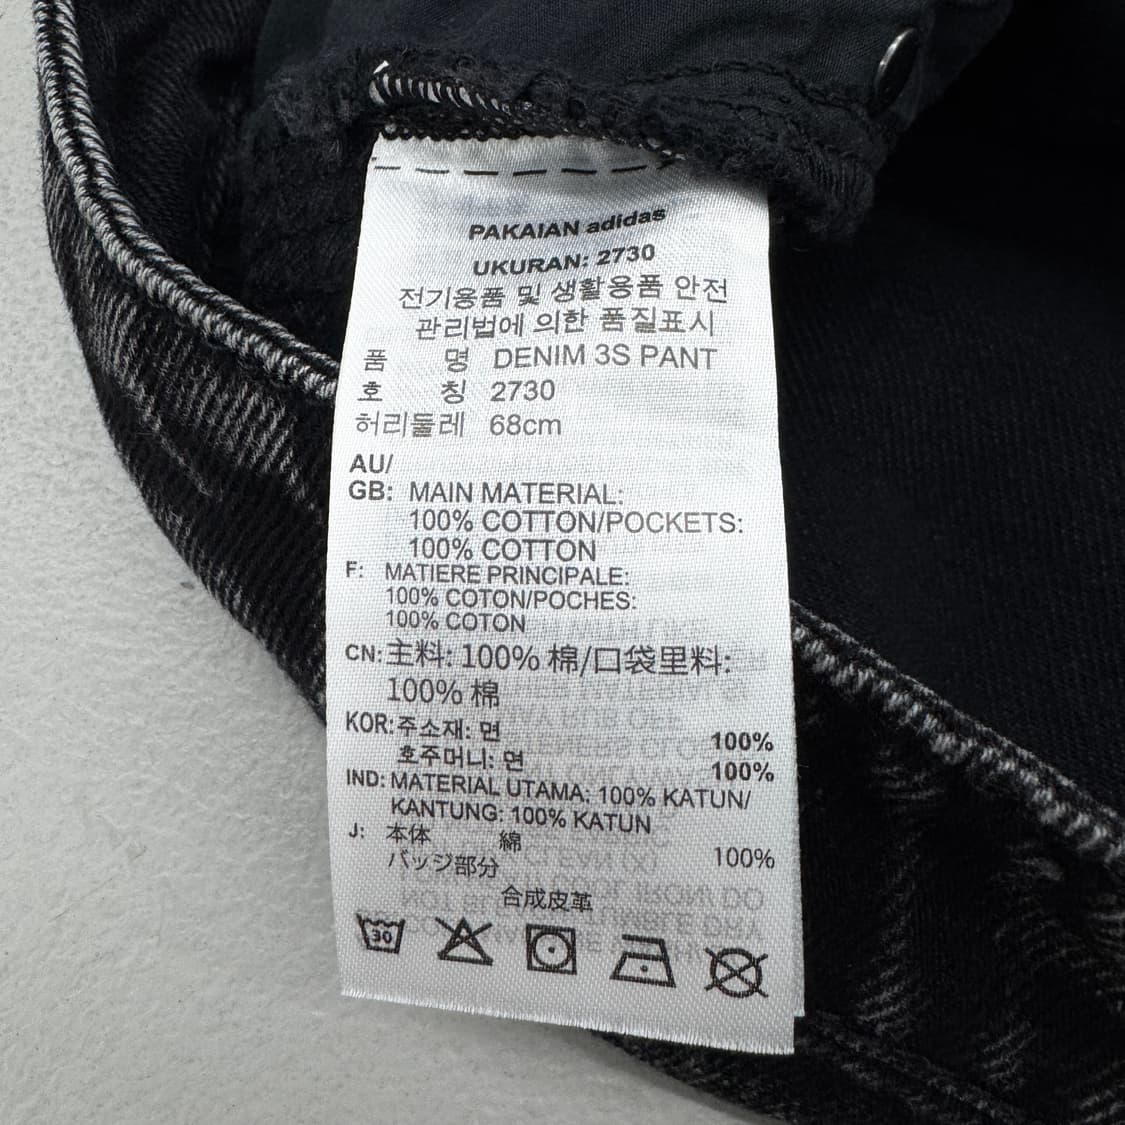 PAKAIAN adidas
UKURAN: 2730
전기용품 및 생활용품 안전
관리법에 의한 품질표시
품 명 DENIM 3S PANT
호 칭 2730
허리둘레 68cm
AU/
GB: MAIN MATERIAL:
100% COTTON/POCKETS:
100% COTTON
F: MATIERE PRINCIPALE:
100% COTON/POCHES:
100% COTON
CN: 主料: 100% 棉/口袋里料:
100% 棉
KOR: 주소재: 면 100%
호주머니: 면 100%
IND: MATERIAL UTAMA: 100% KATUN/
KANTUNG: 100% KATUN
J: 本体 綿 100%
バッジ部分
合成皮革
30